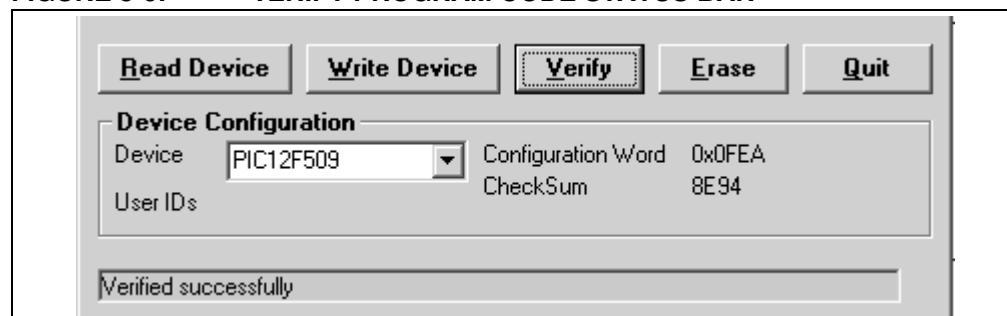 Read Device Write Device Verify Erase Quit
Device Configuration
Device PIC12F509 Configuration Word 0x0FEA
CheckSum 8E94
User IDs
Verified successfully